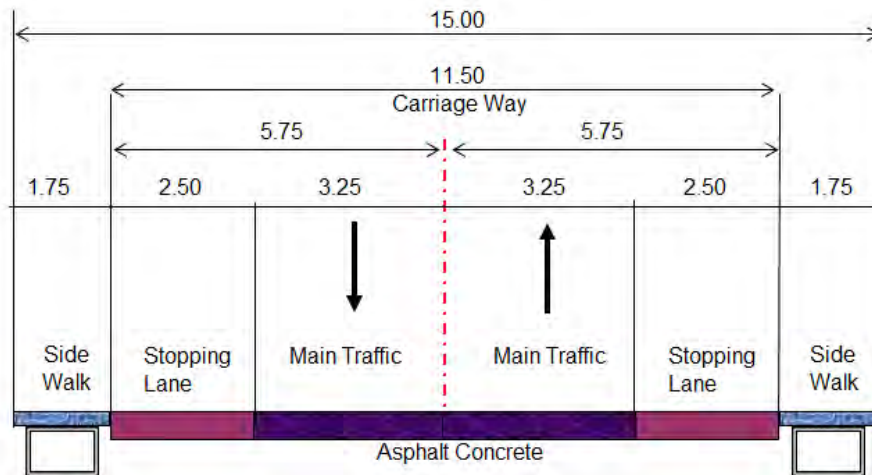 15.00
11.50
Carriage Way
5.75 5.75
1.75 2.50 3.25 3.25 2.50 1.75
Side Walk
Stopping Lane
Main Traffic
Main Traffic
Stopping Lane
Side Walk
Asphalt Concrete